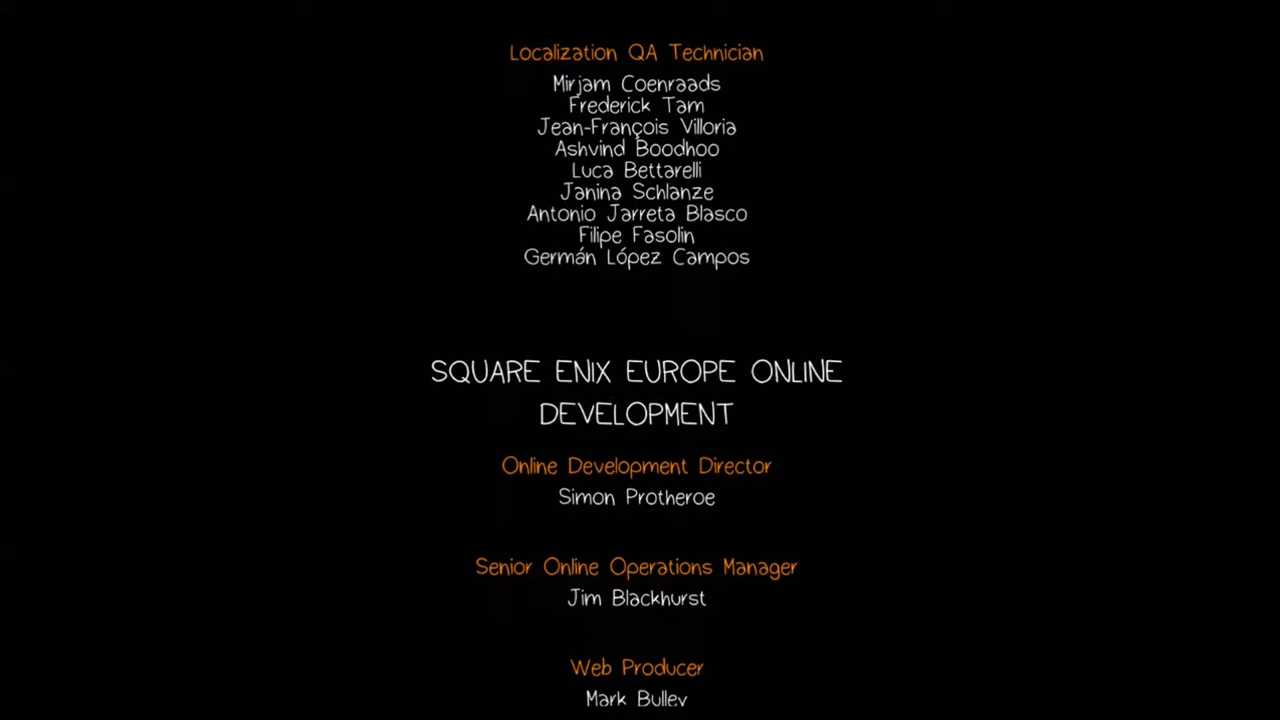 Localization QA Technician
Mirjam Coenraads
Frederick Tam
Jean-François Villoria
Ashvind Boodhoo
Luca Bettarelli
Janina Schlanze
Antonio Jarreta Blasco
Filipe Fasolin
Germán López Campos
SQUARE ENIX EUROPE ONLINE
DEVELOPMENT
Online Development Director
Simon Protheroe
Senior Online Operations Manager
Jim Blackhurst
Web Producer
Mark Bulley